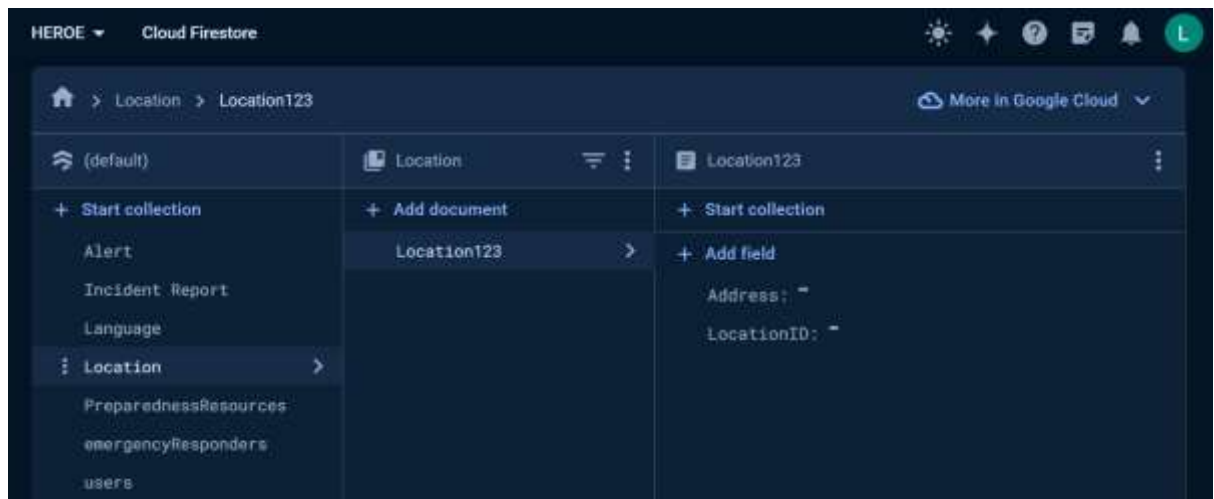 HEROE Cloud Firestore
L
> Location > Location123
More in Google Cloud
(default)
Location
Location123
+ Start collection
+ Add document
+ Start collection
Alert
Location123
+ Add field
Incident Report
Address: ""
Language
LocationID: ""
Location
PreparednessResources
emergencyResponders
users